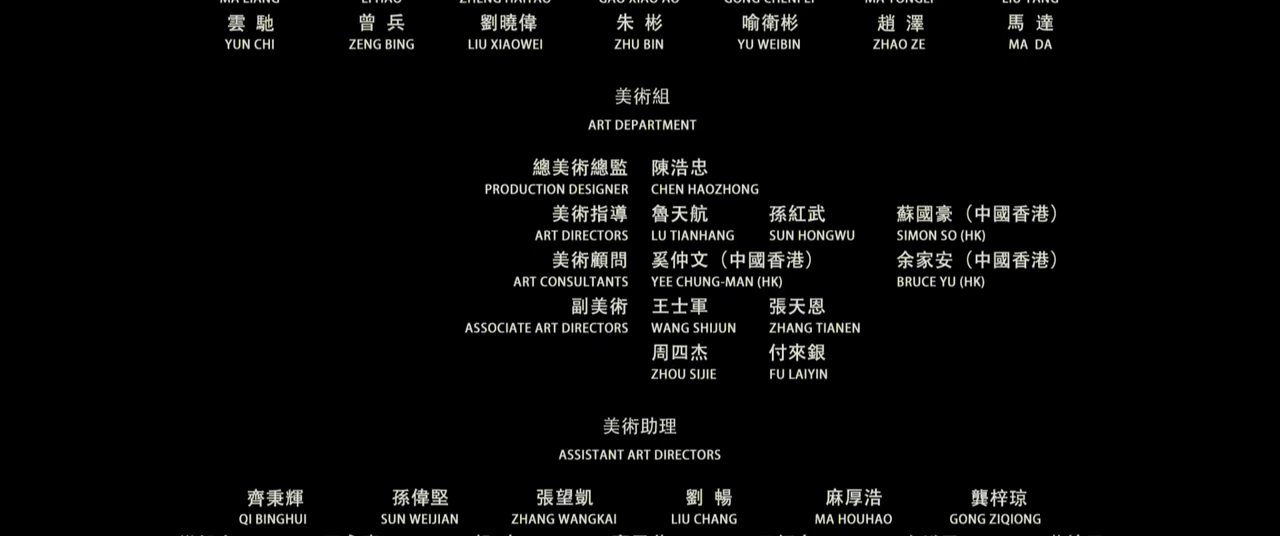 雲 馳 曾 兵 劉曉偉 朱 彬 喻衛彬 趙 澤 馬 達
YUN CHI ZENG BING LIU XIAOWEI ZHU BIN YU WEIBIN ZHAO ZE MA DA
美術組
ART DEPARTMENT
總美術總監 陳浩忠
PRODUCTION DESIGNER CHEN HAOZHONG
美術指導 魯天航 孫紅武 蘇國豪（中國香港）
ART DIRECTORS LU TIANHANG SUN HONGWU SIMON SO (HK)
美術顧問 奚仲文（中國香港） 余家安（中國香港）
ART CONSULTANTS YEE CHUNG-MAN (HK) BRUCE YU (HK)
副美術 王士軍 張天恩
ASSOCIATE ART DIRECTORS WANG SHIJUN ZHANG TIANEN
周四杰 付來銀
ZHOU SIJIE FU LAIYIN
美術助理
ASSISTANT ART DIRECTORS
齊秉輝 孫偉堅 張望凱 劉 暢 麻厚浩 龔梓琼
QI BINGHUI SUN WEIJIAN ZHANG WANGKAI LIU CHANG MA HOUHAO GONG ZIQIONG